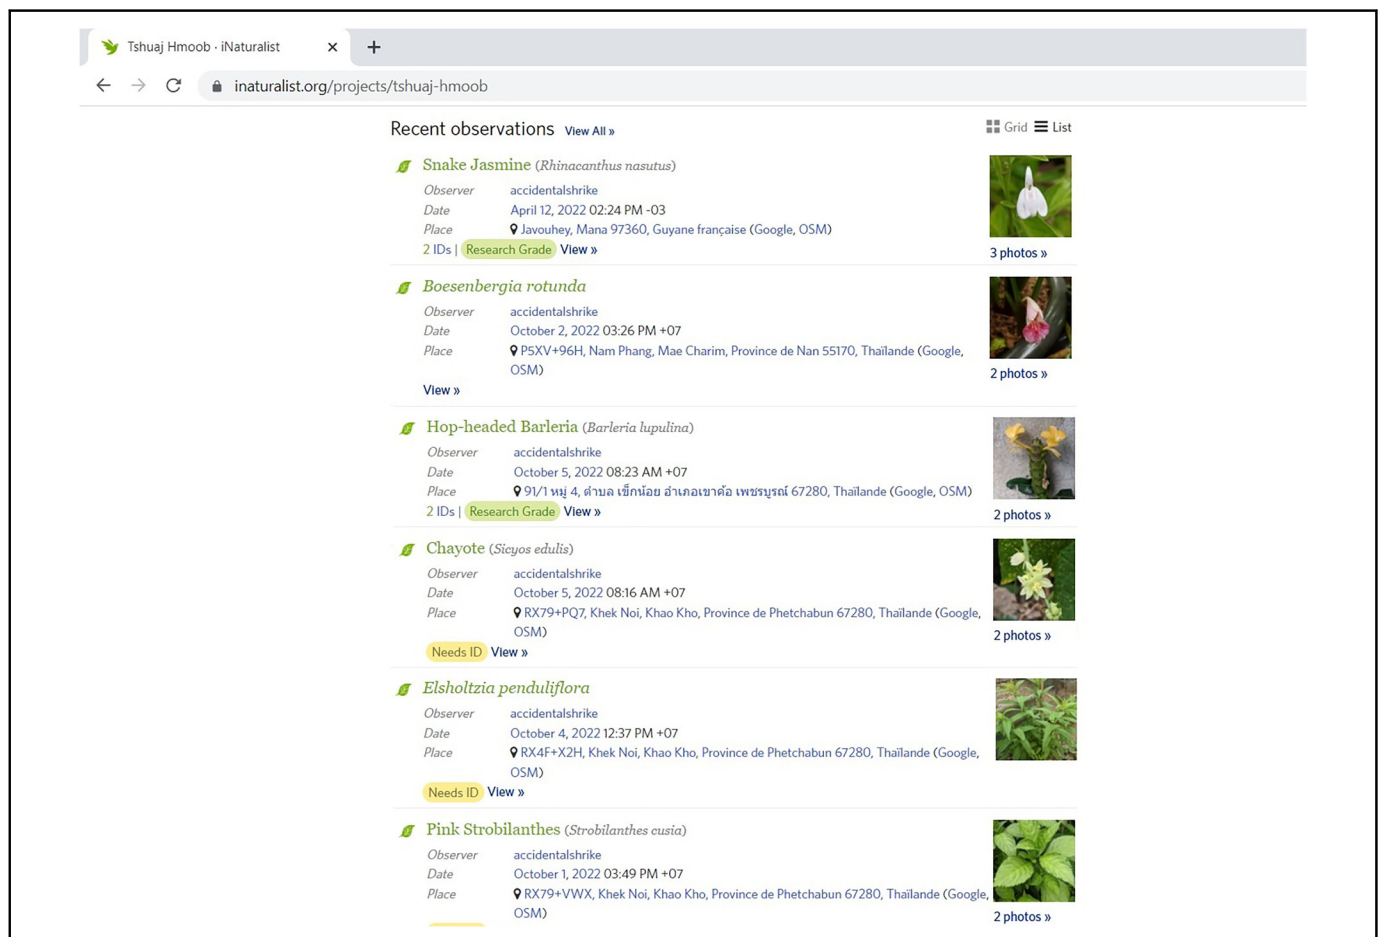 Tshuaj Hmoob · iNaturalist
inaturalist.org/projects/tshuaj-hmoob
Recent observations View All »
Grid List
Snake Jasmine (Rhinacanthus nasutus)
Observer accidentalshrike
Date April 12, 2022 02:24 PM -03
Place Javouhey, Mana 97360, Guyane française (Google, OSM)
2 IDs | Research Grade View »
3 photos »
Boesenbergia rotunda
Observer accidentalshrike
Date October 2, 2022 03:26 PM +07
Place P5XV+96H, Nam Phang, Mae Charim, Province de Nan 55170, Thaïlande (Google,
OSM)
2 photos »
View »
Hop-headed Barleria (Barleria lupulina)
Observer accidentalshrike
Date October 5, 2022 08:23 AM +07
Place 91/1 หมู่ 4, ตำบล เข็กน้อย อำเภอเขาค้อ เพชรบูรณ์ 67280, Thaïlande (Google, OSM)
2 IDs | Research Grade View »
2 photos »
Chayote (Sicyos edulis)
Observer accidentalshrike
Date October 5, 2022 08:16 AM +07
Place RX79+PQ7, Khek Noi, Khao Kho, Province de Phetchabun 67280, Thaïlande (Google,
OSM)
2 photos »
Needs ID View »
Elsholtzia penduliflora
Observer accidentalshrike
Date October 4, 2022 12:37 PM +07
Place RX4F+X2H, Khek Noi, Khao Kho, Province de Phetchabun 67280, Thaïlande (Google,
OSM)
Needs ID View »
Pink Strobilanthes (Strobilanthes cusia)
Observer accidentalshrike
Date October 1, 2022 03:49 PM +07
Place RX79+VWX, Khek Noi, Khao Kho, Province de Phetchabun 67280, Thaïlande (Google,
OSM)
2 photos »